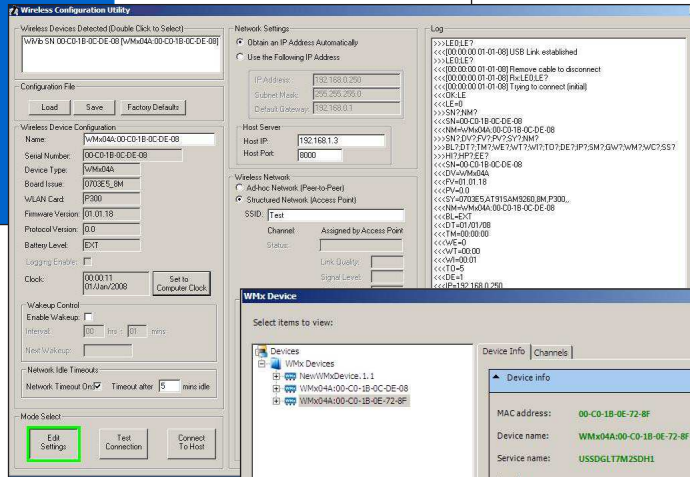 Wireless Configuration Utility
Wireless Devices Detected (Double Click to Select)
WiVib SN 00-C0-1B-0C-DE-08 [WMx04A:00-C0-1B-0C-DE-08]
Configuration File
Load
Save
Factory Defaults
Wireless Device Configuration
Name: WMx04A:00-C0-1B-0C-DE-08
Serial Number: 00-C0-1B-0C-DE-08
Device Type: WMx04A
Board Issue: 0703E5_8M
WLAN Card: P300
Firmware Version: 01.01.18
Protocol Version: 0.0
Battery Level: EXT
Logging Enable:
Clock: 00:00:11
01/Jan/2008
Set to
Computer Clock
Wakeup Control
Enable Wakeup:
Interval: 00 hrs : 01 mins
Next Wakeup:
Network Idle Timeouts
Network Timeout On: Timeout after 5 mins idle
Mode Select
Edit
Settings
Test
Connection
Connect
To Host
Network Settings
Obtain an IP Address Automatically
Use the Following IP Address
IP Address: 192.168.0.250
Subnet Mask: 255.255.255.0
Default Gateway: 192.168.0.1
Host Server
Host IP: 192.168.1.3
Host Port: 8000
Wireless Network
Ad-hoc Network (Peer-to-Peer)
Structured Network (Access Point)
SSID: Test
Channel: Assigned by Access Point
Status:
Link Quality:
Signal Level:
Log
>>>LE0;LE?
<<<[00:00:00 01-01-08] USB Link established
>>>LE0;LE?
<<<[00:00:00 01-01-08] Remove cable to disconnect
<<<[00:00:00 01-01-08] Rx:LE0;LE?
<<<[00:00:00 01-01-08] Trying to connect (initial)
<<<OK:LE
<<<LE=0
>>>SN?;NM?
<<<SN=00-C0-1B-0C-DE-08
<<<NM=WMx04A:00-C0-1B-0C-DE-08
>>>SN?;DV?;FV?;PV?;SY?;NM?
>>>BL?;DT?;TM?;WE?;WT?;WI?;TO?;DE?;IP?;SM?;GW?;WM?;WC?;SS?
>>>HI?;HP?;EE?
<<<SN=00-C0-1B-0C-DE-08
<<<DV=WMx04A
<<<FV=01.01.18
<<<PV=0.0
<<<SY=0703E5,AT91SAM9260,8M,P300,,
<<<NM=WMx04A:00-C0-1B-0C-DE-08
<<<BL=EXT
<<<DT=01/01/08
<<<TM=00:00:00
<<<WE=0
<<<WT=00:00
<<<WI=00:01
<<<TO=5
<<<DE=1
<<<IP=192.168.0.250
WMx Device
Select items to view:
Devices
WMx Devices
NewWMxDevice.1.1
WMx04A:00-C0-1B-0C-DE-08
WMx04A:00-C0-1B-0E-72-8F
Device Info
Channels
Device info
MAC address: 00-C0-1B-0E-72-8F
Device name: WMx04A:00-C0-1B-0E-72-8F
Service name: USSDGLT7M2SDH1